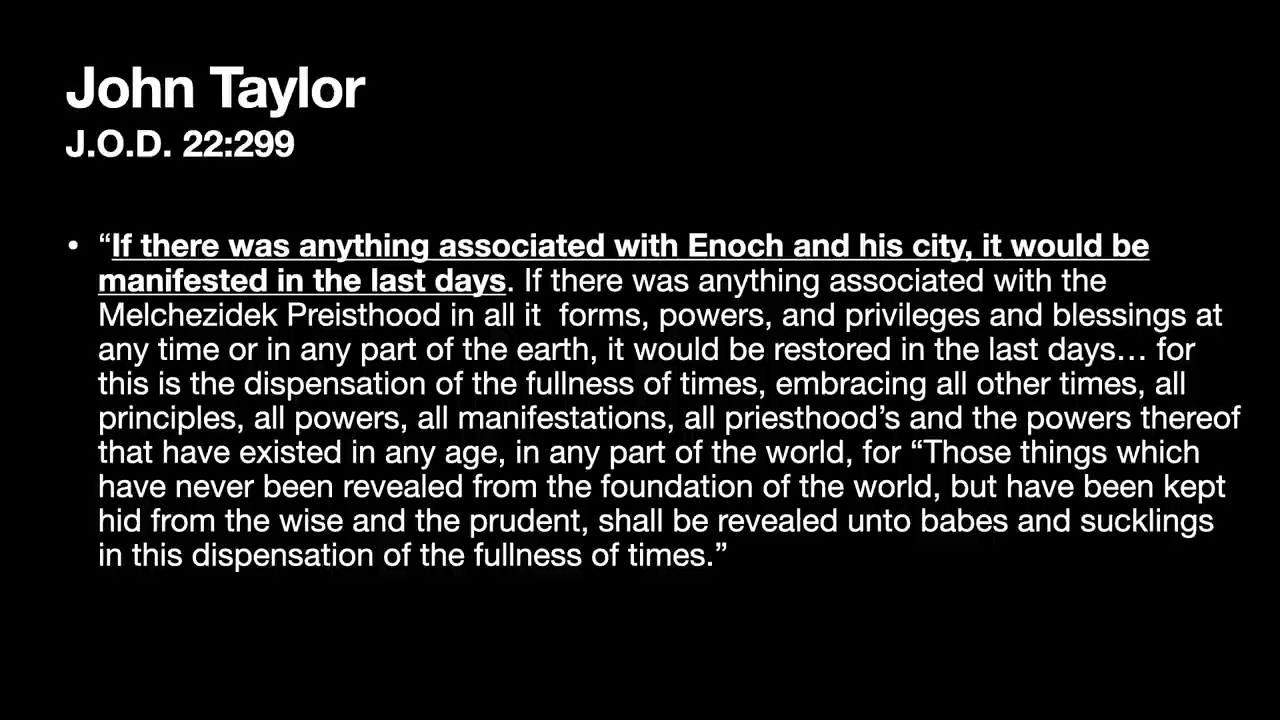 John Taylor
J.O.D. 22:299
• “If there was anything associated with Enoch and his city, it would be
manifested in the last days. If there was anything associated with the
Melchezidek Preisthood in all it  forms, powers, and privileges and blessings at
any time or in any part of the earth, it would be restored in the last days… for
this is the dispensation of the fullness of times, embracing all other times, all
principles, all powers, all manifestations, all priesthood’s and the powers thereof
that have existed in any age, in any part of the world, for “Those things which
have never been revealed from the foundation of the world, but have been kept
hid from the wise and the prudent, shall be revealed unto babes and sucklings
in this dispensation of the fullness of times.”